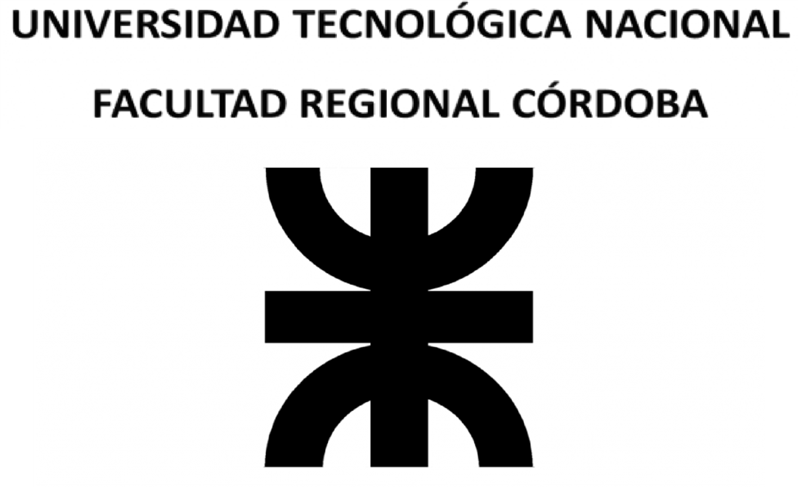 UNIVERSIDAD TECNOLÓGICA NACIONAL
FACULTAD REGIONAL CÓRDOBA